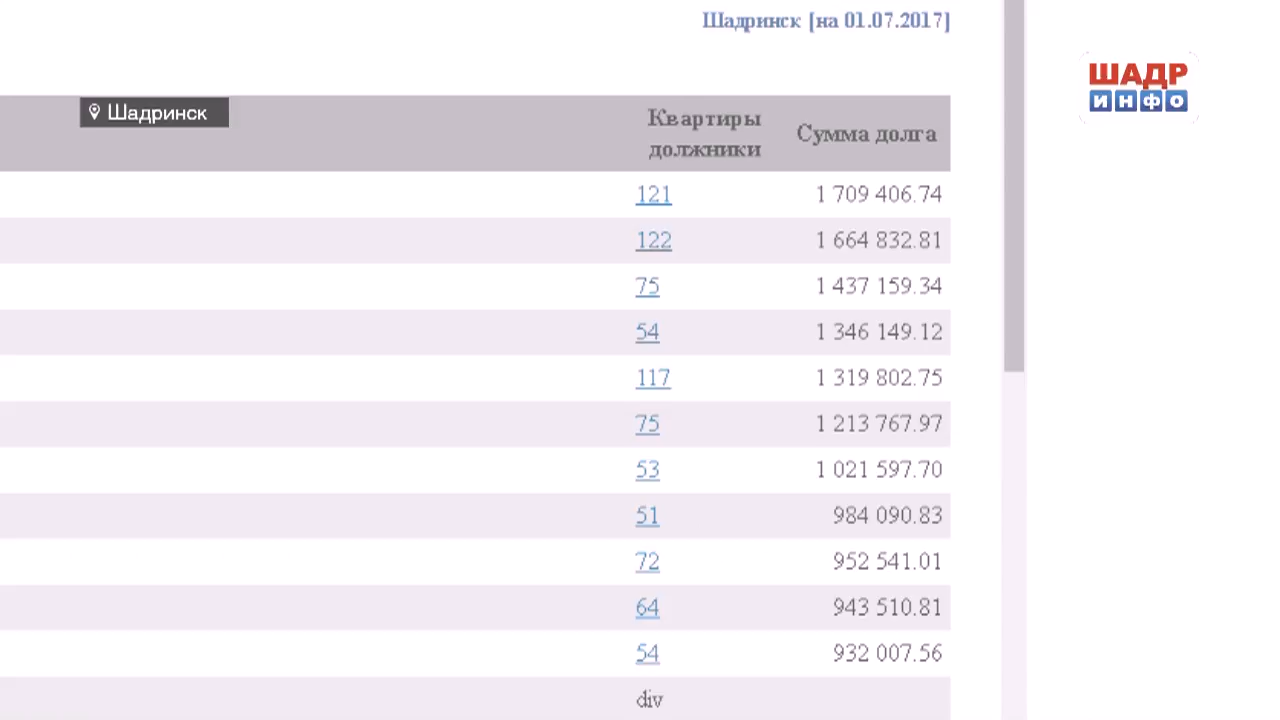 Шадринск [на 01.07.2017]
ШАДР
ИНФО
Шадринск
Квартиры
должники
Сумма долга
121 1 709 406.74
122 1 664 832.81
75 1 437 159.34
54 1 346 149.12
117 1 319 802.75
75 1 213 767.97
53 1 021 597.70
51 984 090.83
72 952 541.01
64 943 510.81
54 932 007.56
div